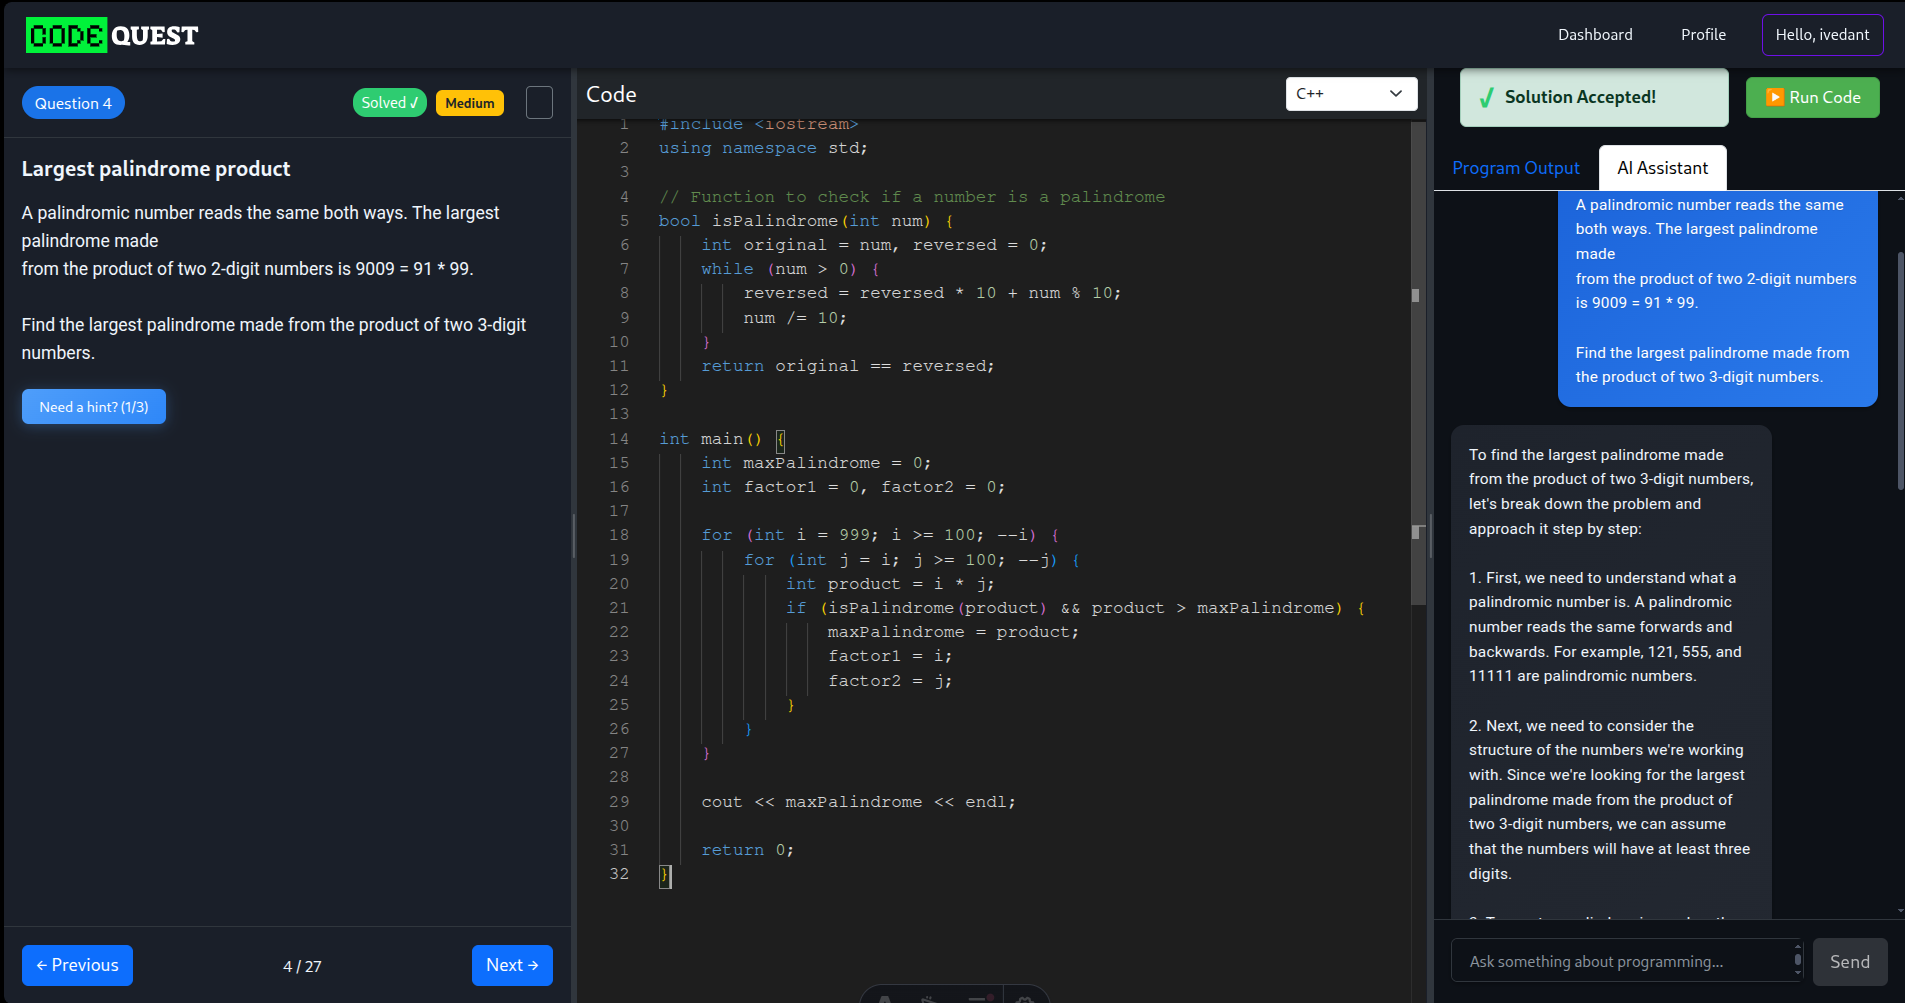 CODE QUEST
Dashboard
Profile
Hello, ivedant
Question 4
Solved ✓
Medium
Largest palindrome product
A palindromic number reads the same both ways. The largest
palindrome made
from the product of two 2-digit numbers is 9009 = 91 * 99.
Find the largest palindrome made from the product of two 3-digit
numbers.
Need a hint? (1/3)
← Previous
4 / 27
Next →
Code
C++
1 #include <iostream>
2 using namespace std;
3
4 // Function to check if a number is a palindrome
5 bool isPalindrome(int num) {
6 int original = num, reversed = 0;
7 while (num > 0) {
8 reversed = reversed * 10 + num % 10;
9 num /= 10;
10 }
11 return original == reversed;
12 }
13
14 int main() {
15 int maxPalindrome = 0;
16 int factor1 = 0, factor2 = 0;
17
18 for (int i = 999; i >= 100; --i) {
19 for (int j = i; j >= 100; --j) {
20 int product = i * j;
21 if (isPalindrome(product) && product > maxPalindrome) {
22 maxPalindrome = product;
23 factor1 = i;
24 factor2 = j;
25 }
26 }
27 }
28
29 cout << maxPalindrome << endl;
30
31 return 0;
32 }
✓ Solution Accepted!
▶ Run Code
Program Output
AI Assistant
A palindromic number reads the same
both ways. The largest palindrome
made
from the product of two 2-digit numbers
is 9009 = 91 * 99.
Find the largest palindrome made from
the product of two 3-digit numbers.
To find the largest palindrome made
from the product of two 3-digit numbers,
let's break down the problem and
approach it step by step:
1. First, we need to understand what a
palindromic number is. A palindromic
number reads the same forwards and
backwards. For example, 121, 555, and
11111 are palindromic numbers.
2. Next, we need to consider the
structure of the numbers we're working
with. Since we're looking for the largest
palindrome made from the product of
two 3-digit numbers, we can assume
that the numbers will have at least three
digits.
Ask something about programming...
Send